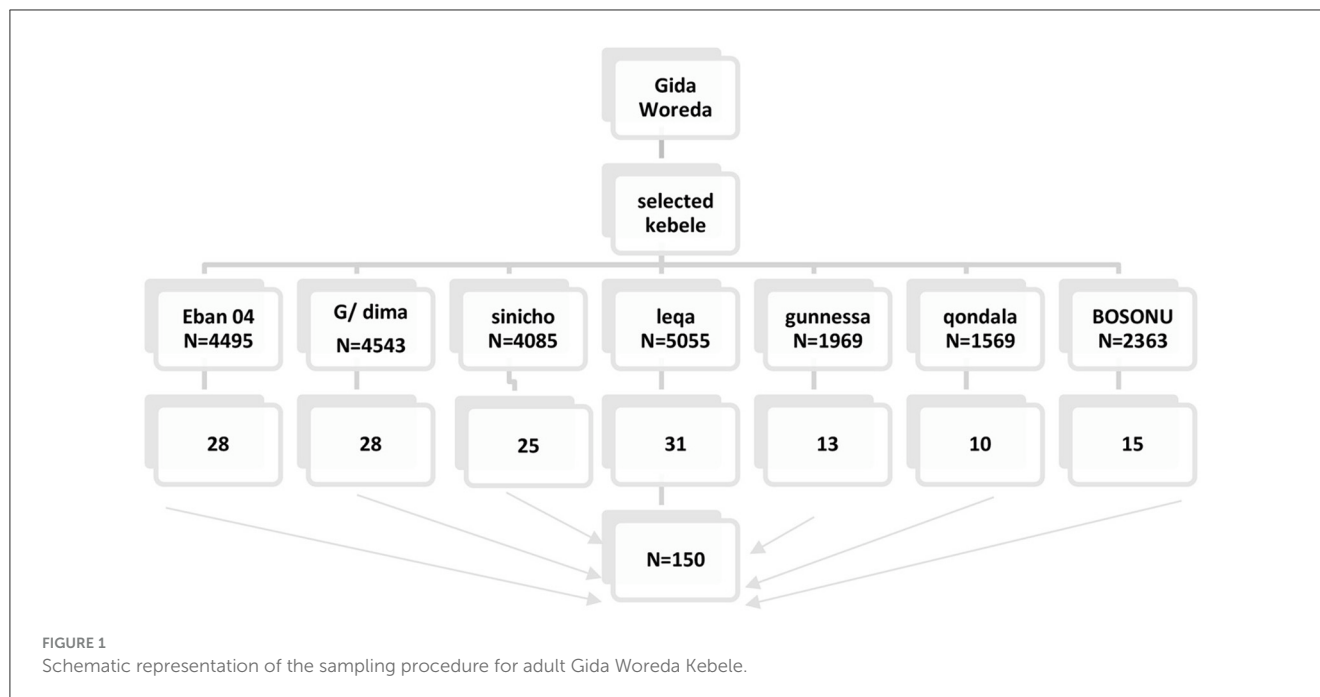 Gida
Woreda
selected
kebele
Eban 04
N=4495
G/ dima
N=4543
sinicho
N=4085
leqa
N=5055
gunnessa
N=1969
qondala
N=1569
BOSONU
N=2363
28
28
25
31
13
10
15
N=150
FIGURE 1
Schematic representation of the sampling procedure for adult Gida Woreda Kebele.